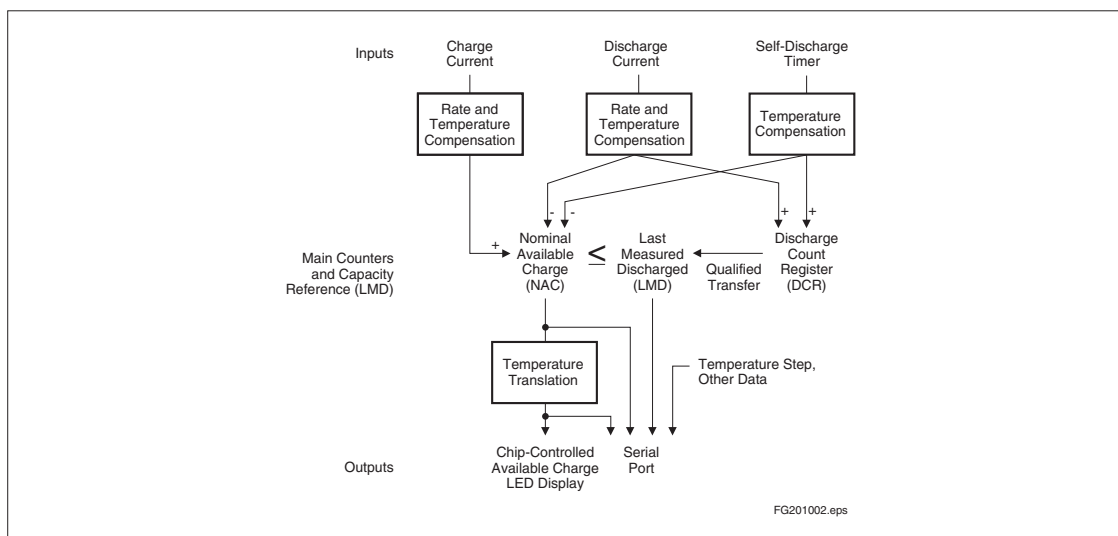 Inputs
Charge
Current
Discharge
Current
Self-Discharge
Timer
Rate and
Temperature
Compensation
Rate and
Temperature
Compensation
Temperature
Compensation
- - + +
+
Main Counters
and Capacity
Reference (LMD)
Nominal
Available
Charge
(NAC)
≤
Last
Measured
Discharged
(LMD)
Qualified
Transfer
Discharge
Count
Register
(DCR)
Temperature
Translation
Temperature Step,
Other Data
Outputs
Chip-Controlled
Available Charge
LED Display
Serial
Port
FG201002.eps